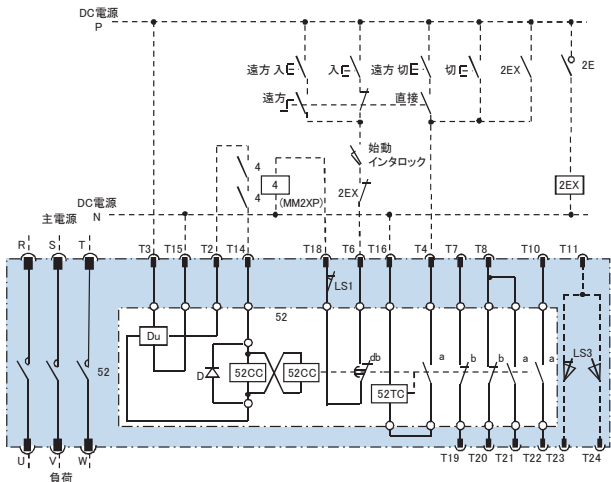 DC電源
P
遠方 入
入
遠方 切
切
2EX
2E
遠方
直接
始動
インタロック
4
4
4
(MM2XP)
2EX
2EX
DC電源
N
主電源
R
S
T
T3
T15
T2
T14
T18
T6
T16
T4
T7
T8
T10
T11
LS1
52
Du
D
52CC
52CC
db
a
b
b
a
a
LS3
52
52TC
T19
T20
T21
T22
T23
T24
U
V
W
負荷